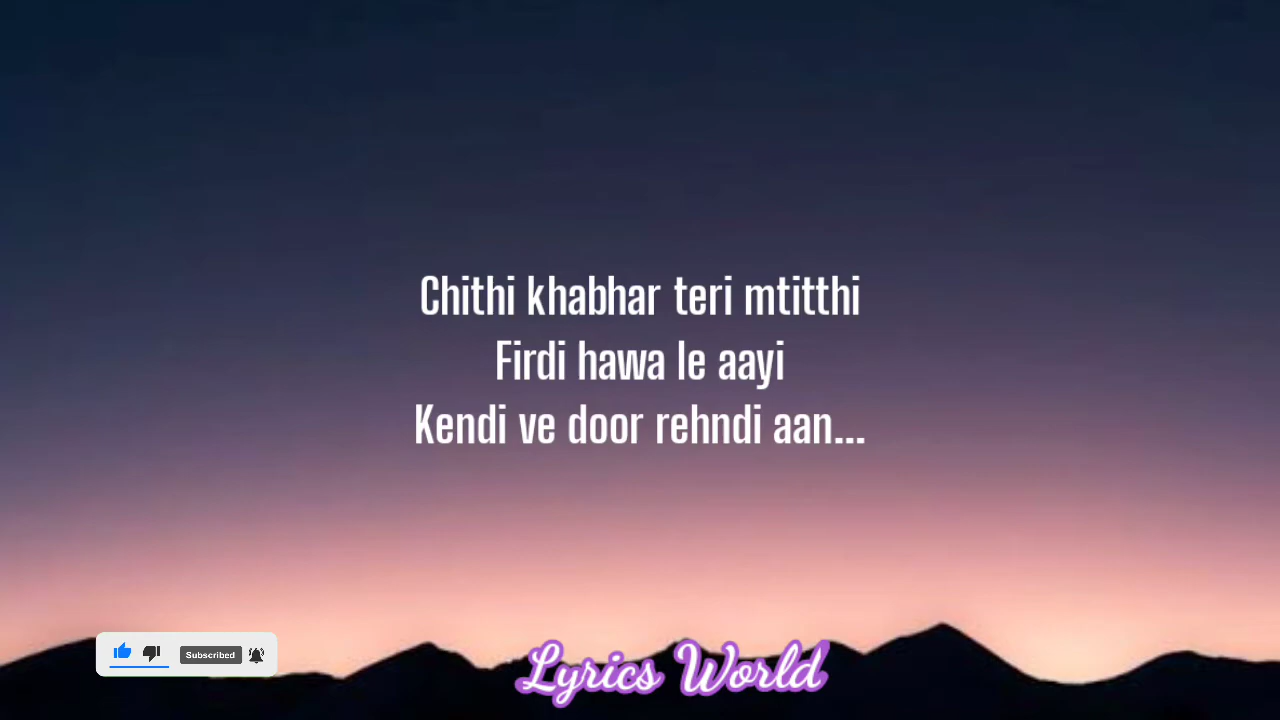 Chithi khabhar teri mtitthi
Firdi hawa le aayi
Kendi ve door rehndi aan...
Subscribed
Lyrics World